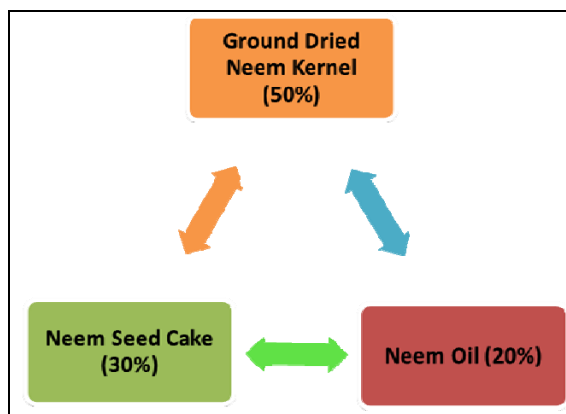 Ground Dried
Neem Kernel
(50%)
Neem Seed Cake
(30%)
Neem Oil (20%)